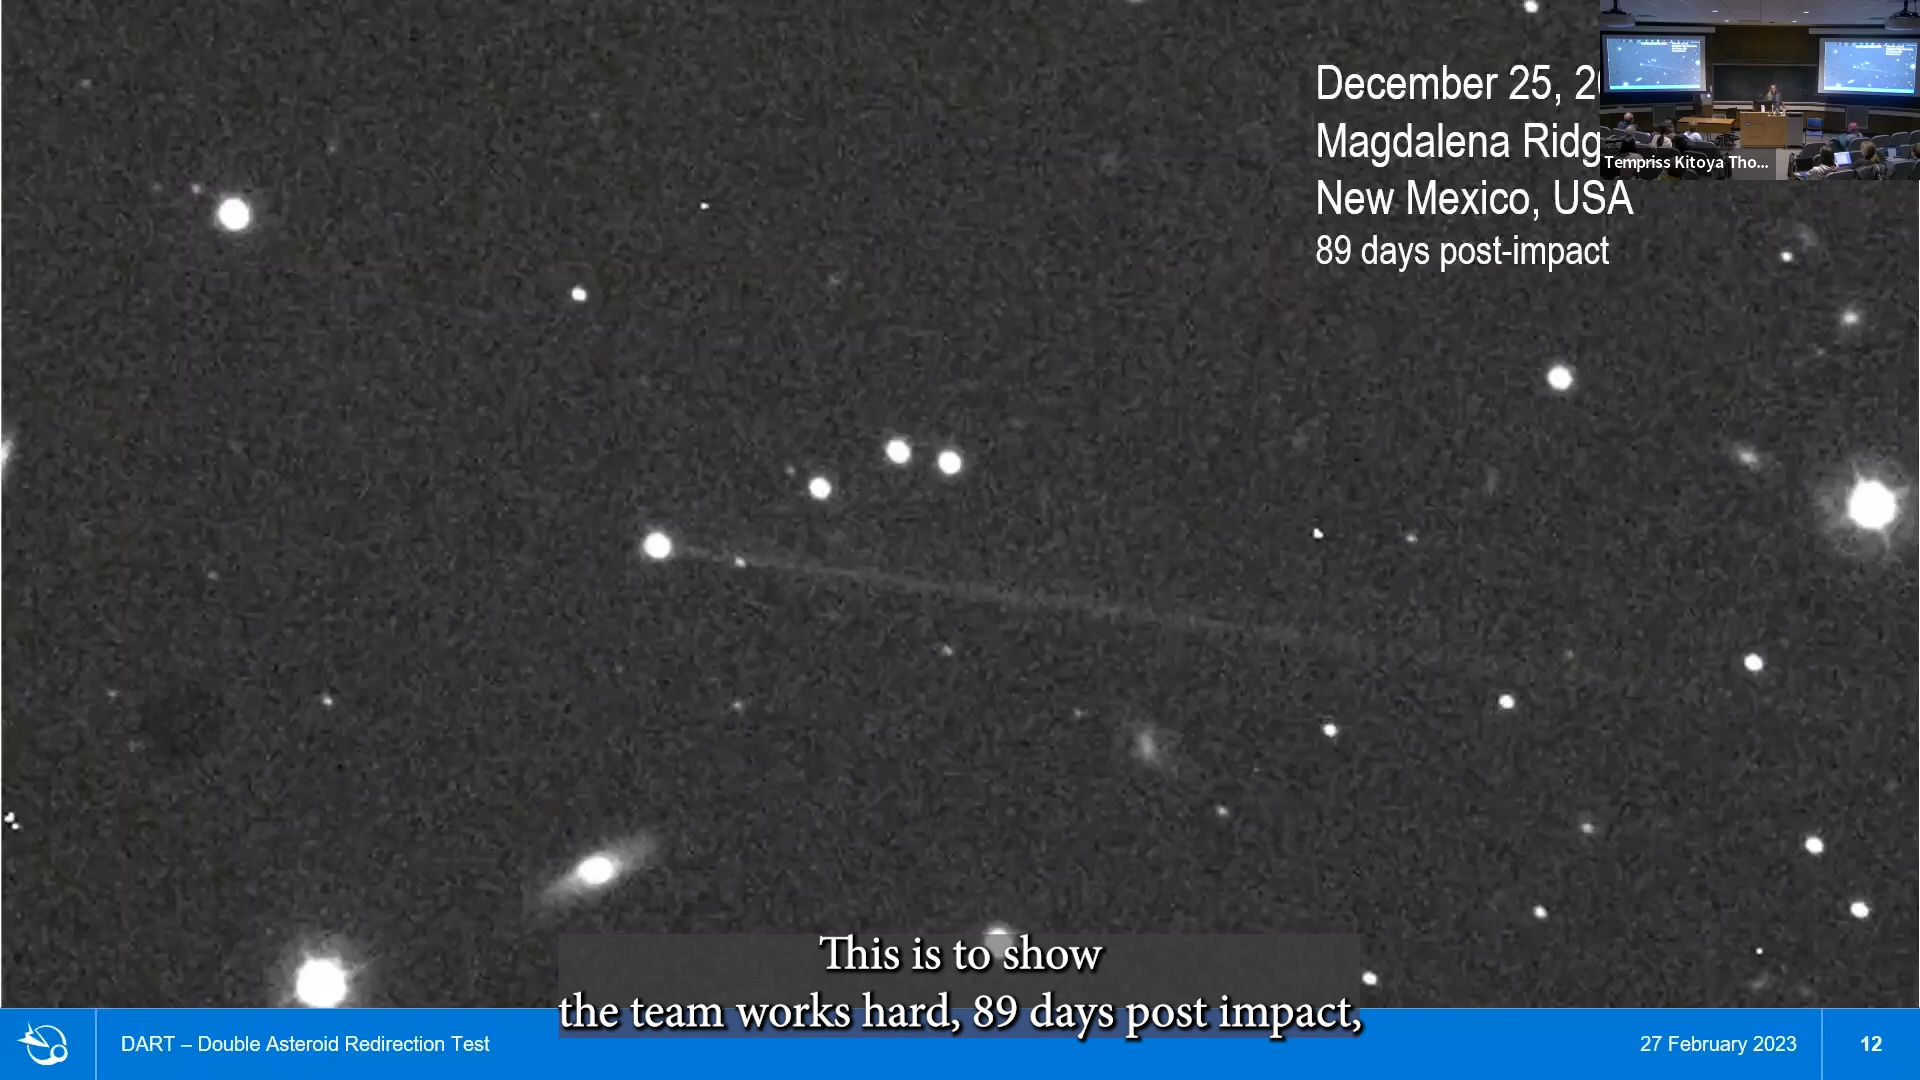 December 25, 2
Magdalena Ridg
New Mexico, USA
89 days post-impact
Tempriss Kitoya Tho...
This is to show
the team works hard, 89 days post impact,
DART – Double Asteroid Redirection Test
27 February 2023
12